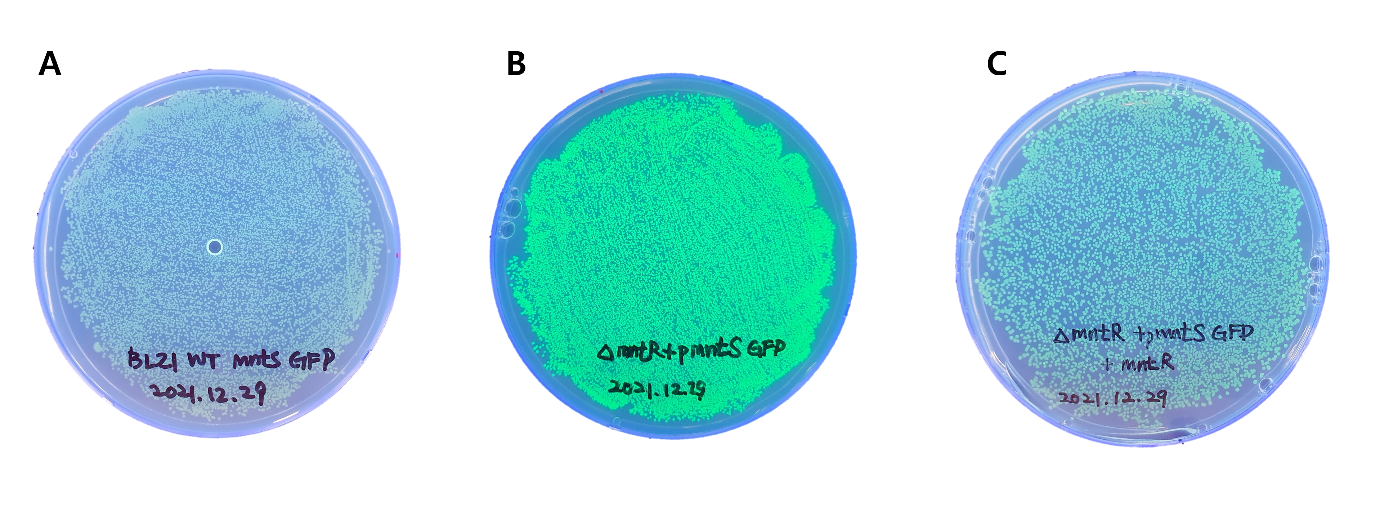 A
B
C
BL21 WT mntS GFP
2021.12.29
ΔmntR+pmntS GFP
2021.12.29
ΔmntR +pmntS GFP
+ mntR
2021.12.29